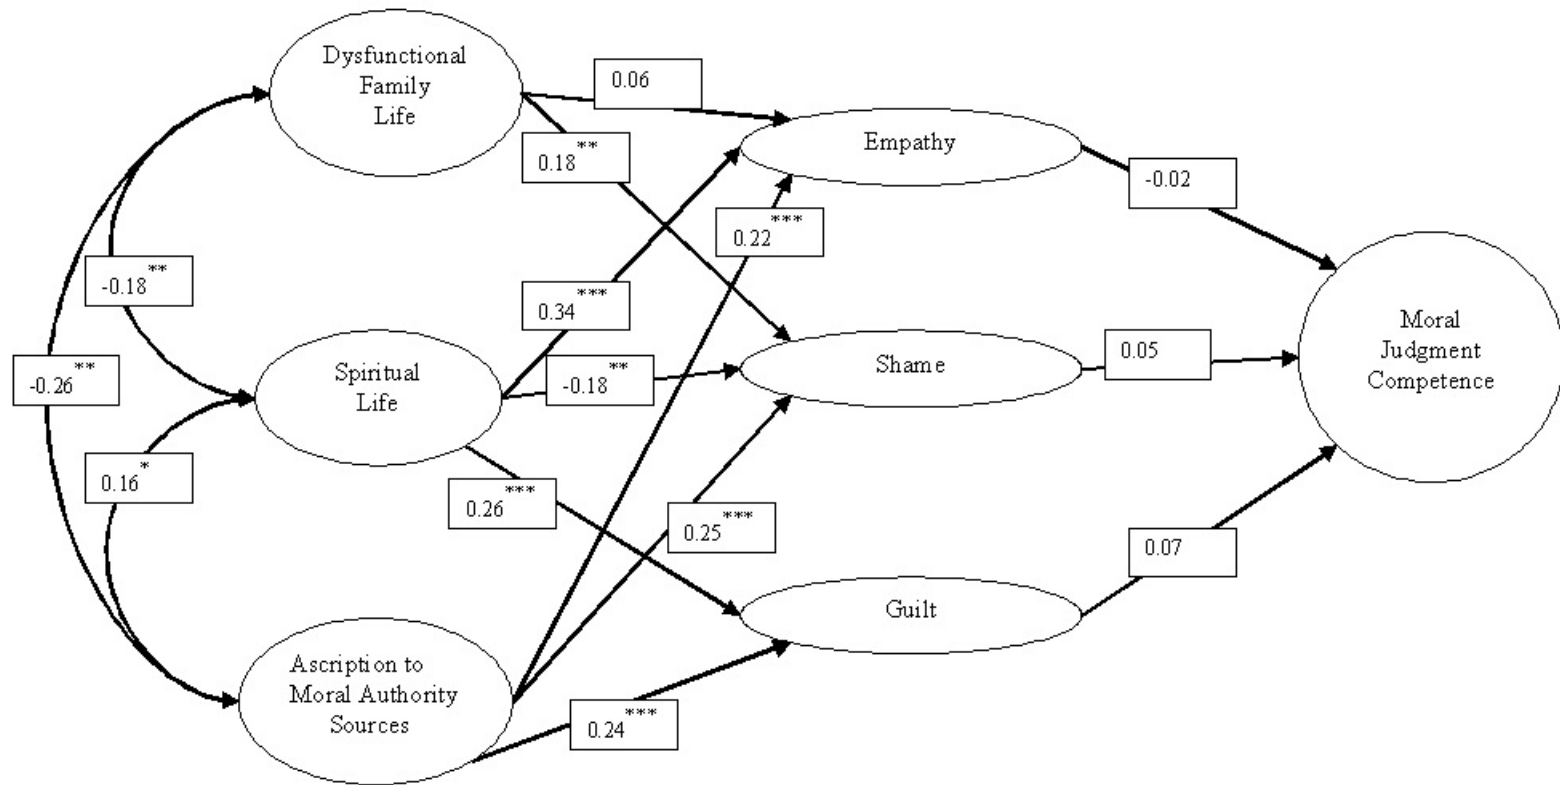 Dysfunctional
Family
Life
0.06
0.18**
Empathy
-0.02
0.22***
-0.18**
0.34***
Moral
Judgment
Competence
Spiritual
Life
-0.26**
-0.18**
Shame
0.05
0.16*
0.26***
0.25***
0.07
Guilt
Ascription to
Moral Authority
Sources
0.24***